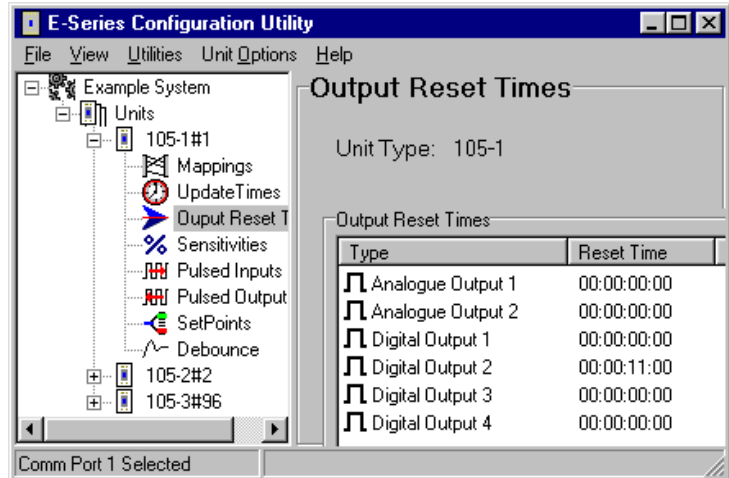 E-Series Configuration Utility
File View Utilities Unit Options Help
Example System
Units
105-1#1
Mappings
UpdateTimes
Ouput Reset T
Sensitivities
Pulsed Inputs
Pulsed Output
SetPoints
Debounce
105-2#2
105-3#96
Output Reset Times
Unit Type: 105-1
Output Reset Times
Type Reset Time
Analogue Output 1 00:00:00:00
Analogue Output 2 00:00:00:00
Digital Output 1 00:00:00:00
Digital Output 2 00:00:11:00
Digital Output 3 00:00:00:00
Digital Output 4 00:00:00:00
Comm Port 1 Selected